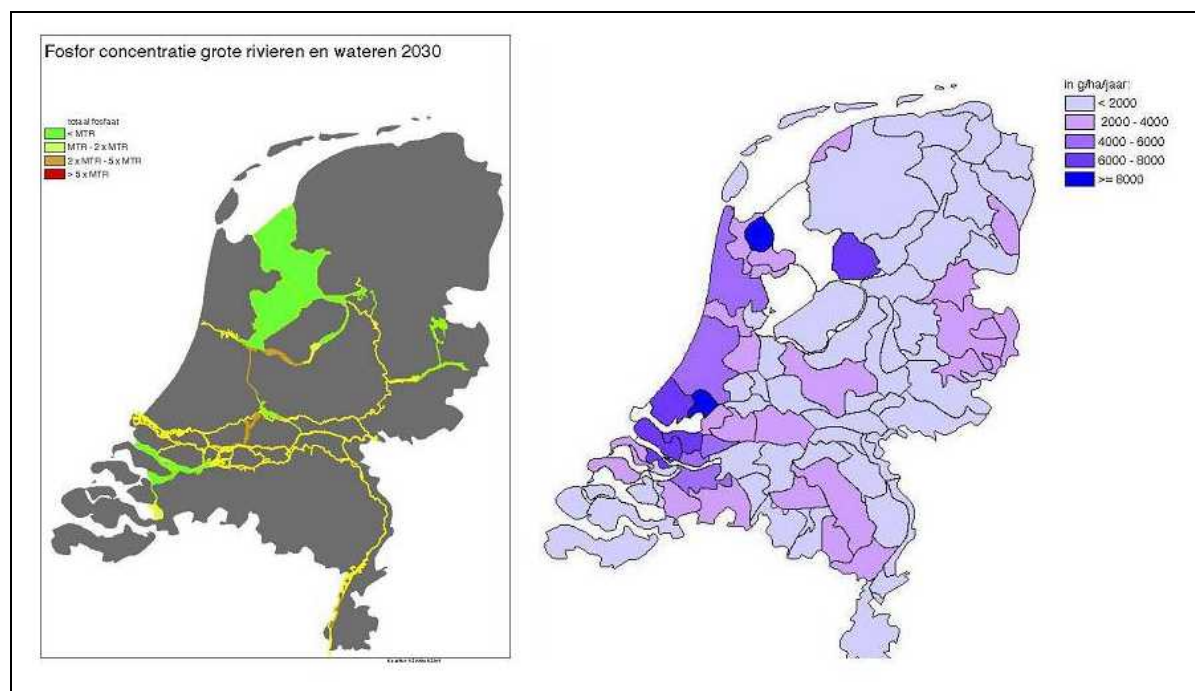 Fosfor concentratie grote rivieren en wateren 2030
totaal fosfaat
< MTR
MTR - 2 x MTR
2 x MTR - 5 x MTR
> 5 x MTR
in g/ha/jaar:
< 2000
2000 - 4000
4000 - 6000
6000 - 8000
>= 8000